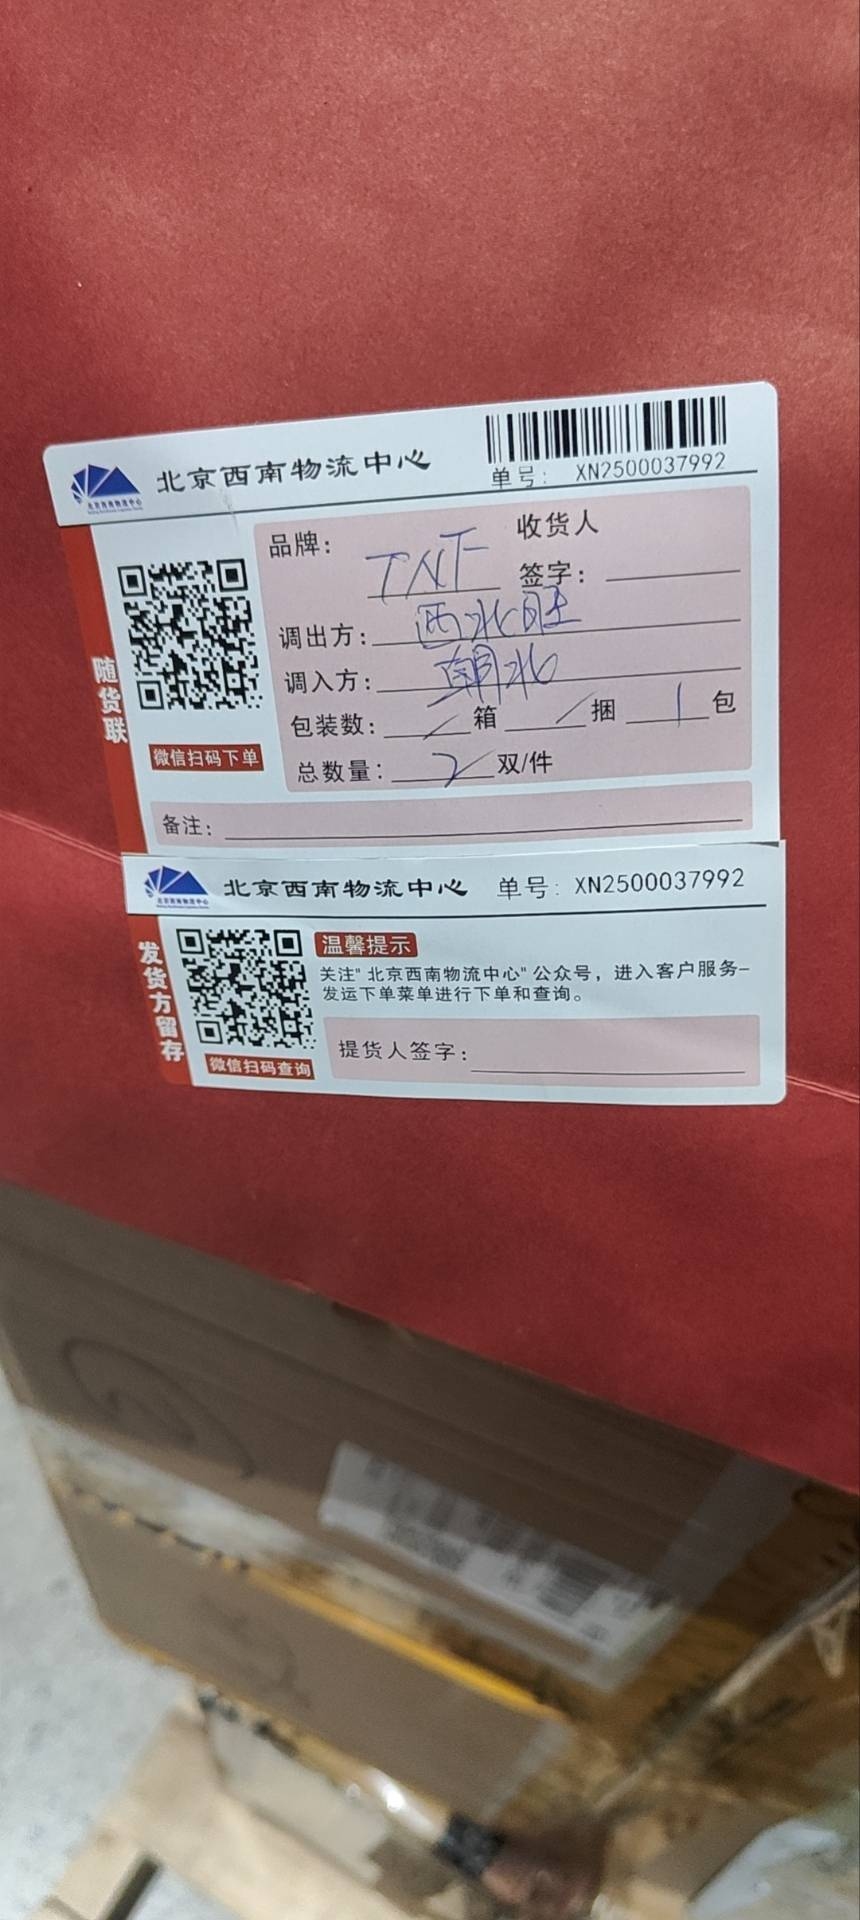 北京西南物流中心
单号: XN2500037992
品牌: TNF
收货人
签字:
调出方: 西北旺
调入方: 朝北
包装数: / 箱 / 捆 1 包
总数量: 2 双/件
备注:
随货联
微信扫码下单
北京西南物流中心 单号: XN2500037992
发货方留存
温馨提示
关注"北京西南物流中心"公众号，进入客户服务-
发运下单菜单进行下单和查询。
提货人签字:
微信扫码查询